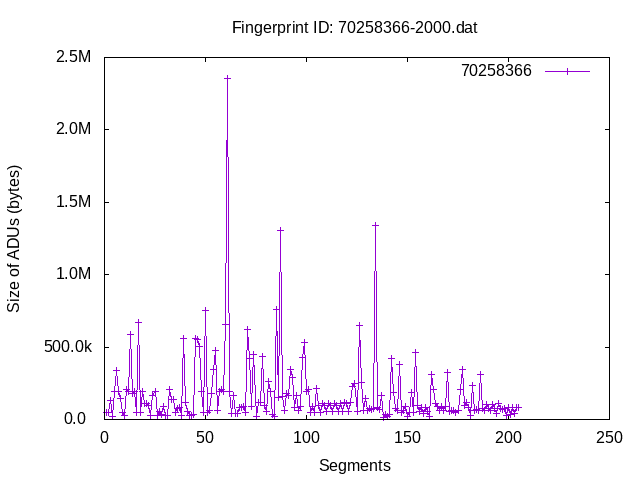 Fingerprint ID: 70258366-2000.dat
70258366
2.5M
2.0M
1.5M
1.0M
500.0k
0.0
Size of ADUs (bytes)
0 50 100 150 200 250
Segments